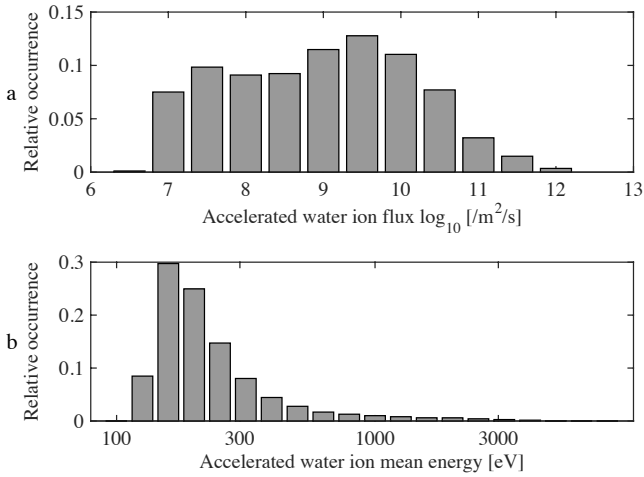 a
Relative occurrence
0.15
0.1
0.05
0
6 7 8 9 10 11 12 13
Accelerated water ion flux log10 [/m2/s]
b
Relative occurrence
0.3
0.2
0.1
0.0
100 300 1000 3000
Accelerated water ion mean energy [eV]